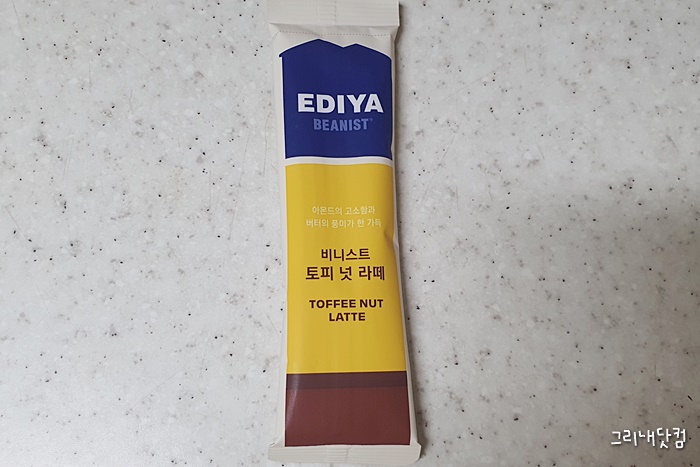 EDIYA
BEANIST®
아몬드의 고소함과
버터의 풍미가 한 가득
비니스트
토피 넛 라떼
TOFFEE NUT
LATTE
그리내닷컴